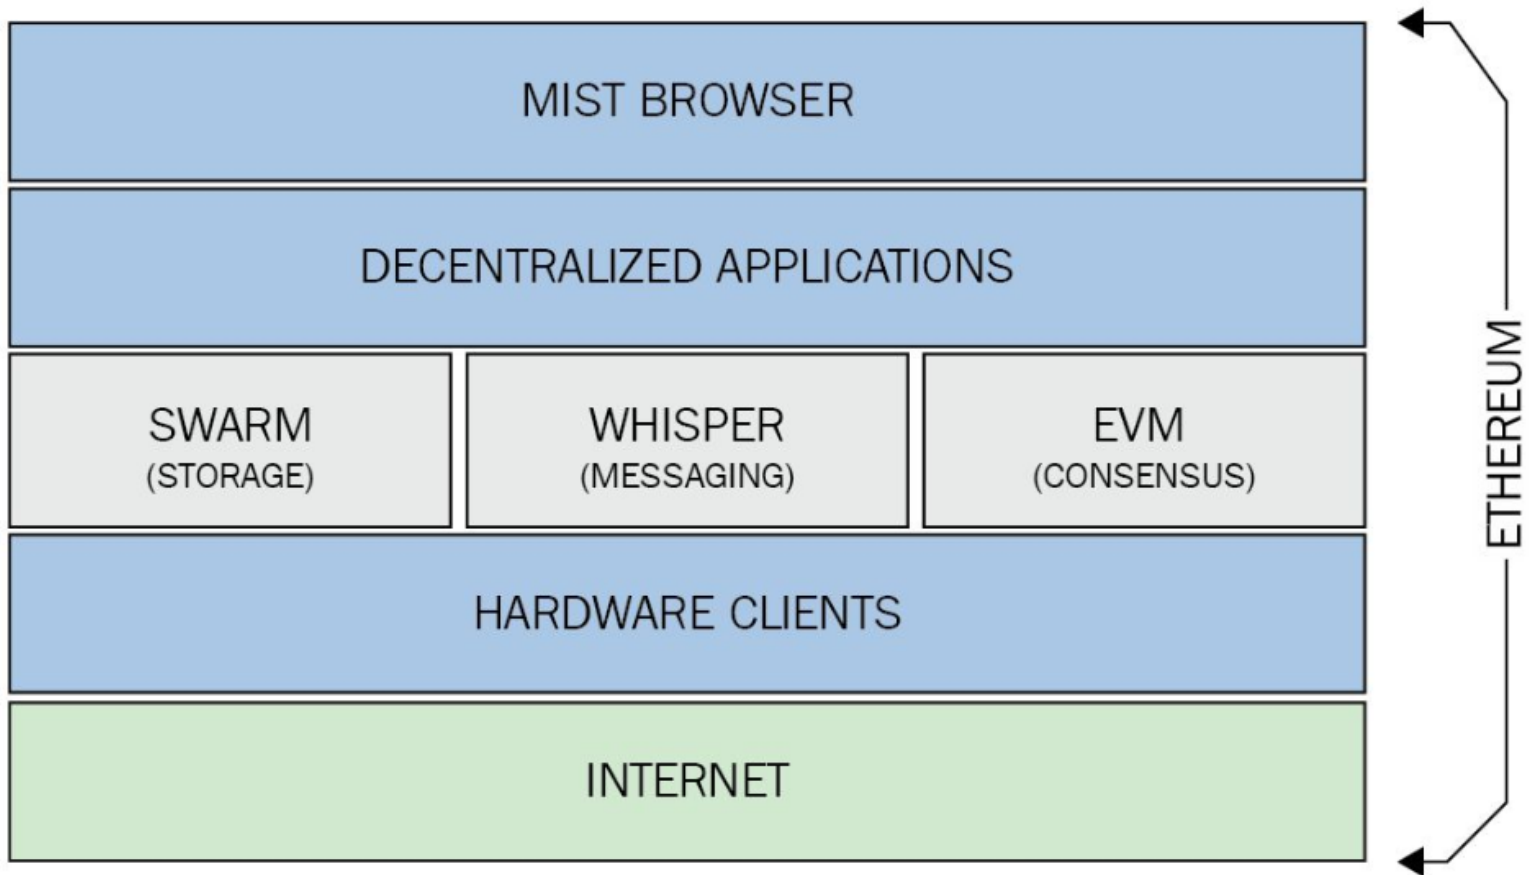 MIST BROWSER
DECENTRALIZED APPLICATIONS
SWARM
(STORAGE)
WHISPER
(MESSAGING)
EVM
(CONSENSUS)
HARDWARE CLIENTS
INTERNET
ETHEREUM